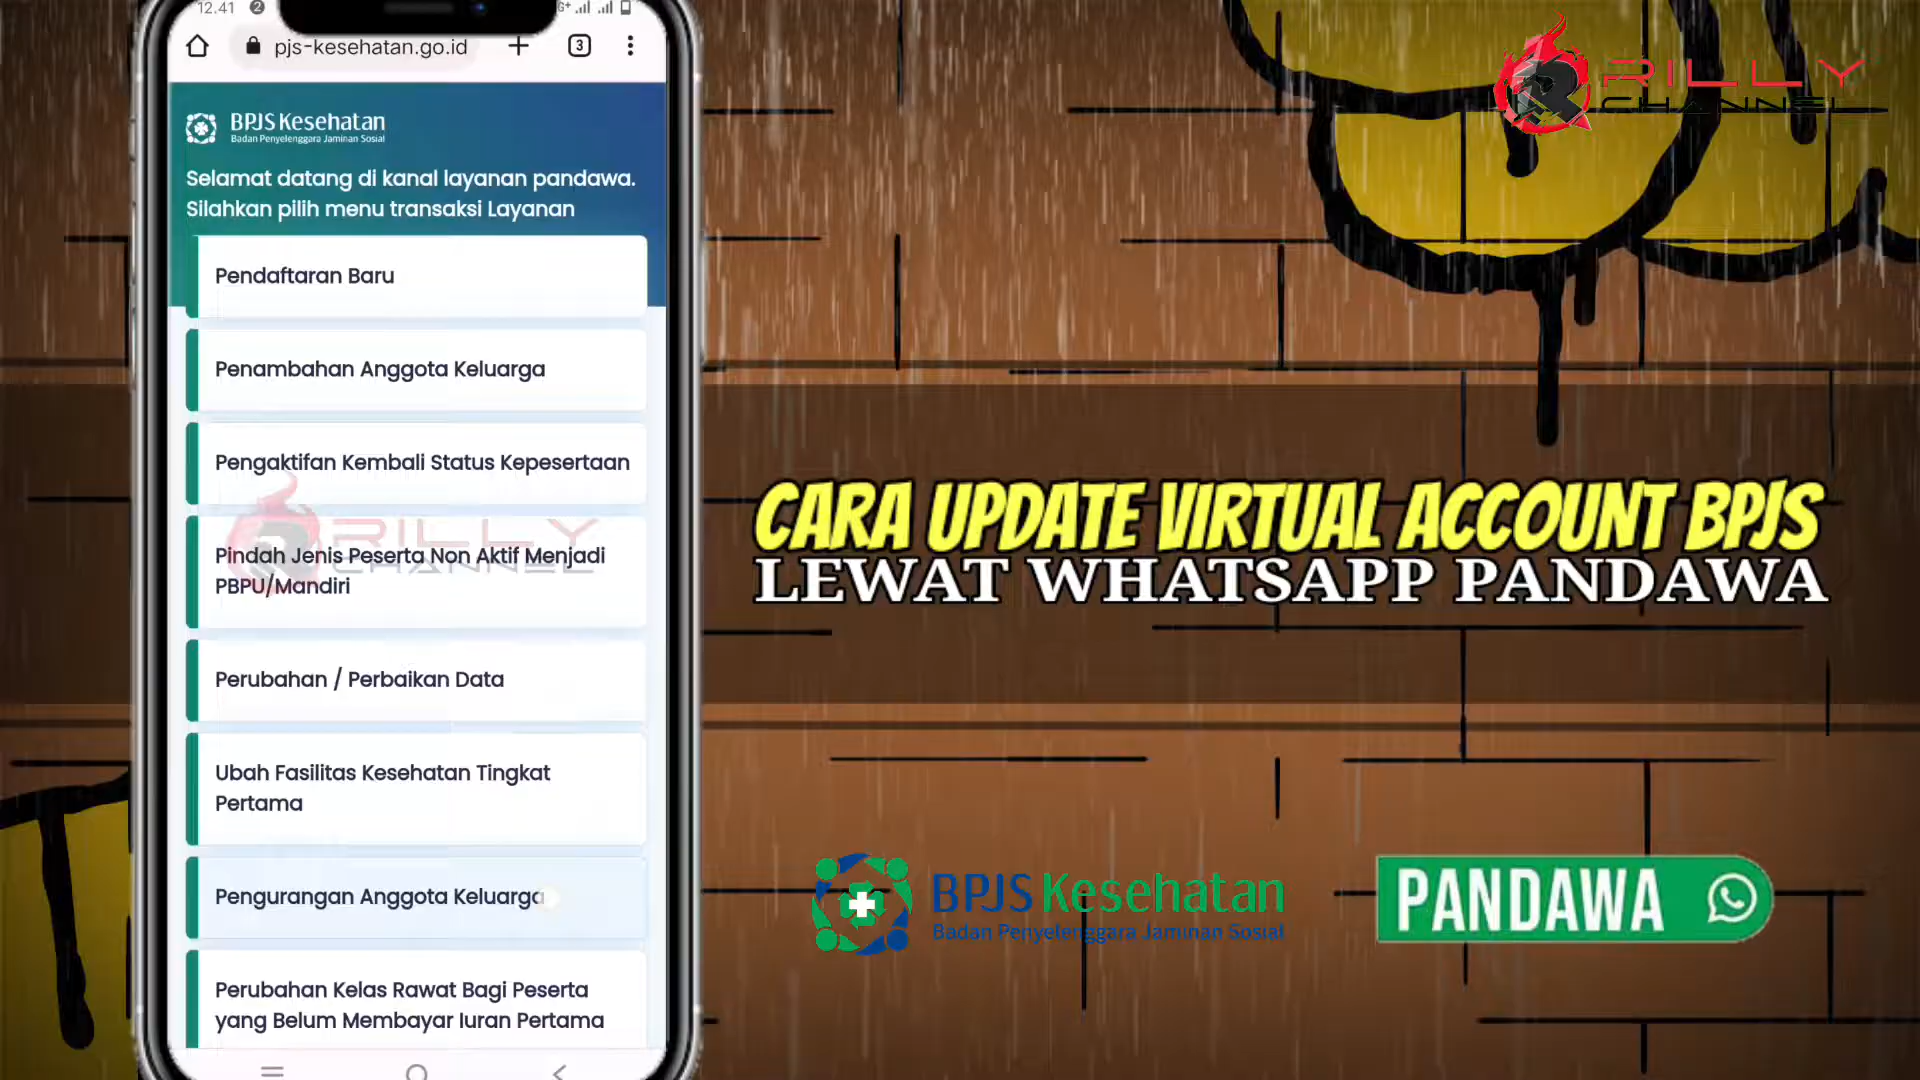 12.41 2
pjs-kesehatan.go.id
3
BPJS Kesehatan
Badan Penyelenggara Jaminan Sosial
Selamat datang di kanal layanan pandawa.
Silahkan pilih menu transaksi Layanan
Pendaftaran Baru
Penambahan Anggota Keluarga
Pengaktifan Kembali Status Kepesertaan
RILLY
CHANNEL
Pindah Jenis Peserta Non Aktif Menjadi
PBPU/Mandiri
Perubahan / Perbaikan Data
Ubah Fasilitas Kesehatan Tingkat
Pertama
Pengurangan Anggota Keluarga
Perubahan Kelas Rawat Bagi Peserta
yang Belum Membayar Iuran Pertama
RILLY
CHANNEL
CARA UPDATE VIRTUAL ACCOUNT BPJS
LEWAT WHATSAPP PANDAWA
BPJS Kesehatan
Badan Penyelenggara Jaminan Sosial
PANDAWA